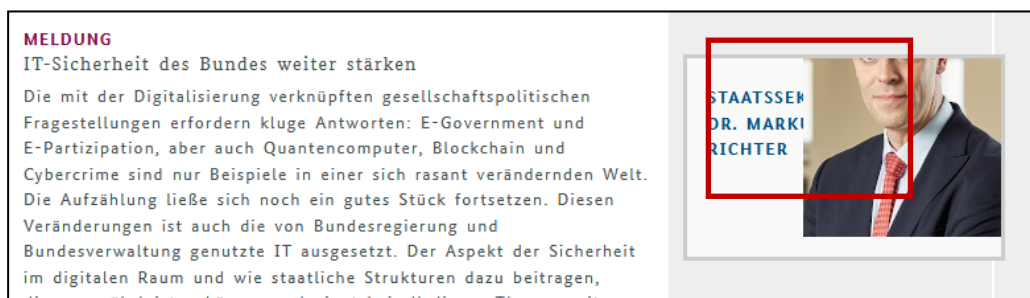 MELDUNG
IT-Sicherheit des Bundes weiter stärken
Die mit der Digitalisierung verknüpften gesellschaftspolitischen
Fragestellungen erfordern kluge Antworten: E-Government und
E-Partizipation, aber auch Quantencomputer, Blockchain und
Cybercrime sind nur Beispiele in einer sich rasant verändernden Welt.
Die Aufzählung ließe sich noch ein gutes Stück fortsetzen. Diesen
Veränderungen ist auch die von Bundesregierung und
Bundesverwaltung genutzte IT ausgesetzt. Der Aspekt der Sicherheit
im digitalen Raum und wie staatliche Strukturen dazu beitragen,
STAATSSEK
DR. MARKU
RICHTER